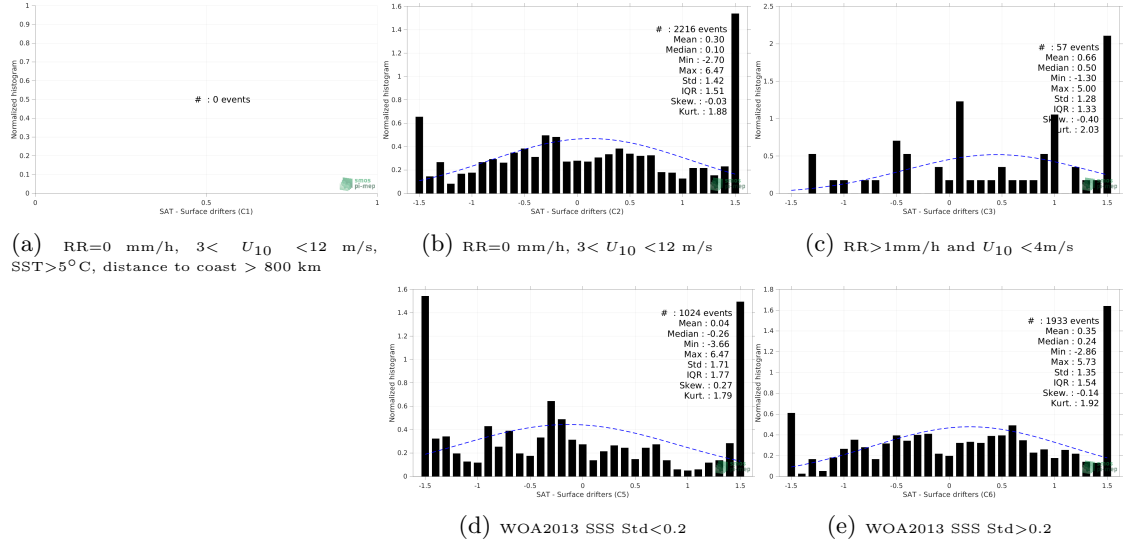 1
0.9
0.8
0.7
0.6
0.5
0.4
0.3
0.2
0.1
0
0
0.5
1
Normalized histogram
# : 0 events
smos
pi-mep
SAT - Surface drifters (C1)
(a) RR=0 mm/h, 3< U10 <12 m/s,
SST>5°C, distance to coast > 800 km
1.6
1.4
1.2
1
0.8
0.6
0.4
0.2
0
-1.5
-1
-0.5
0
0.5
1
1.5
Normalized histogram
# : 2216 events
Mean : 0.30
Median : 0.10
Min : -2.70
Max : 6.47
Std : 1.42
IQR : 1.51
Skew. : -0.03
Kurt. : 1.88
pi-mep
SAT - Surface drifters (C2)
(b) RR=0 mm/h, 3< U10 <12 m/s
2.5
2
1.5
1
0.5
0
-1.5
-1
-0.5
0
0.5
1
1.5
Normalized histogram
# : 57 events
Mean : 0.66
Median : 0.50
Min : -1.30
Max : 5.00
Std : 1.28
IQR : 1.33
Skew. : -0.40
Kurt. : 2.03
pi-mep
SAT - Surface drifters (C3)
(c) RR>1mm/h and U10 <4m/s
1.6
1.4
1.2
1
0.8
0.6
0.4
0.2
0
-1.5
-1
-0.5
0
0.5
1
1.5
Normalized histogram
# : 1024 events
Mean : 0.04
Median : -0.26
Min : -3.66
Max : 6.47
Std : 1.71
IQR : 1.77
Skew. : 0.27
Kurt. : 1.79
pi-mep
SAT - Surface drifters (C5)
(d) WOA2013 SSS Std<0.2
1.8
1.6
1.4
1.2
1
0.8
0.6
0.4
0.2
0
-1.5
-1
-0.5
0
0.5
1
1.5
Normalized histogram
# : 1933 events
Mean : 0.35
Median : 0.24
Min : -2.86
Max : 5.73
Std : 1.35
IQR : 1.54
Skew. : -0.14
Kurt. : 1.92
pi-mep
SAT - Surface drifters (C6)
(e) WOA2013 SSS Std>0.2